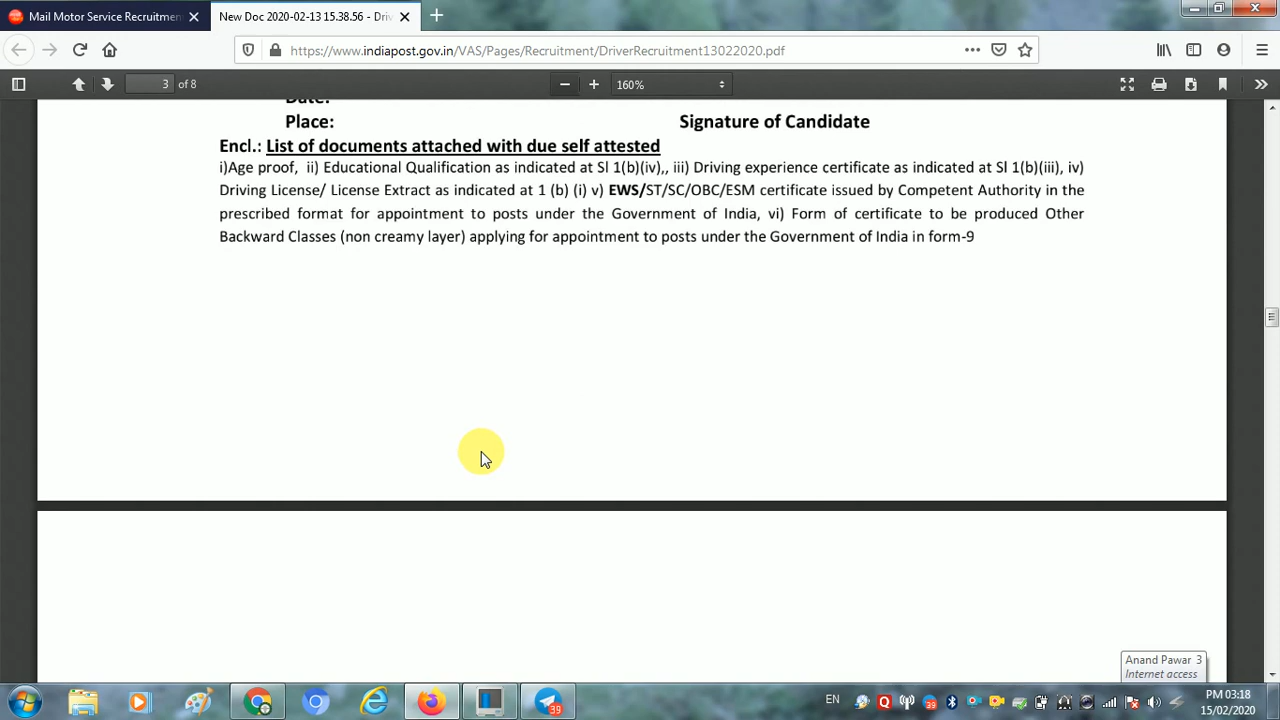 Mail Motor Service Recruitmen
New Doc 2020-02-13 15.38.56 - Driv
https://www.indiapost.gov.in/VAS/Pages/Recruitment/DriverRecruitment13022020.pdf
3 of 8
160%
Date:
Place: Signature of Candidate
Encl.: List of documents attached with due self attested
i)Age proof, ii) Educational Qualification as indicated at Sl 1(b)(iv),, iii) Driving experience certificate as indicated at Sl 1(b)(iii), iv)
Driving License/ License Extract as indicated at 1 (b) (i) v) EWS/ST/SC/OBC/ESM certificate issued by Competent Authority in the
prescribed format for appointment to posts under the Government of India, vi) Form of certificate to be produced Other
Backward Classes (non creamy layer) applying for appointment to posts under the Government of India in form-9
Anand Pawar 3
Internet access
39
EN
39
PM 03:18
15/02/2020